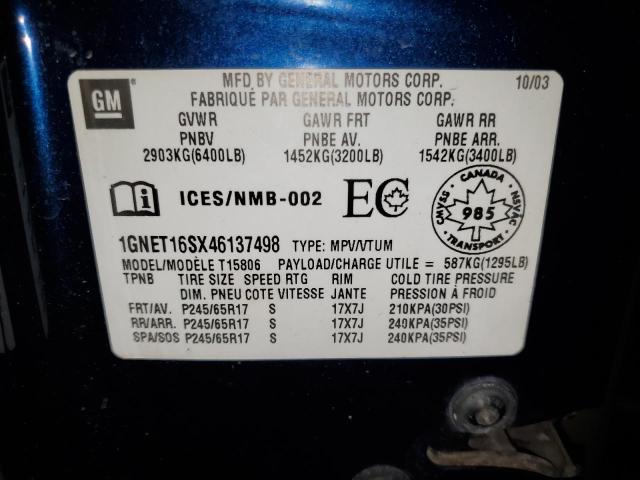 GM
MFD BY GENERAL MOTORS CORP. 10/03
FABRIQUÉ PAR GENERAL MOTORS CORP.
GVWR GAWR FRT GAWR RR
PNBV PNBE AV. PNBE ARR.
2903KG(6400LB) 1452KG(3200LB) 1542KG(3400LB)
ICES/NMB-002 EC
CANADA
CMVSS 985 NSVAC
TRANSPORT
1GNET16SX46137498 TYPE: MPV/VTUM
MODEL/MODÈLE T15806 PAYLOAD/CHARGE UTILE = 587KG(1295LB)
TPNB TIRE SIZE SPEED RTG RIM COLD TIRE PRESSURE
DIM. PNEU COTE VITESSE JANTE PRESSION À FROID
FRT/AV. P245/65R17 S 17X7J 210KPA(30PSI)
RR/ARR. P245/65R17 S 17X7J 240KPA(35PSI)
SPA/SOS P245/65R17 S 17X7J 240KPA(35PSI)